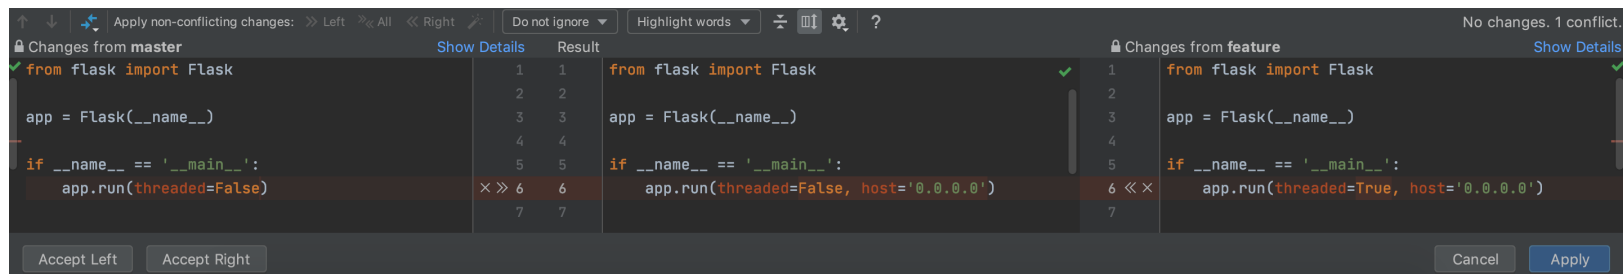 Apply non-conflicting changes: Left All Right Do not ignore Highlight words ? No changes. 1 conflict.
Changes from master Show Details Result Changes from feature Show Details
from flask import Flask 1 1 from flask import Flask 1 from flask import Flask
2 2 2
app = Flask(__name__) 3 3 app = Flask(__name__) 3 app = Flask(__name__)
4 4 4
if __name__ == '__main__': 5 5 if __name__ == '__main__': 5 if __name__ == '__main__':
app.run(threaded=False) × » 6 6 app.run(threaded=False, host='0.0.0.0') 6 « × app.run(threaded=True, host='0.0.0.0')
7 7 7
Accept Left Accept Right Cancel Apply